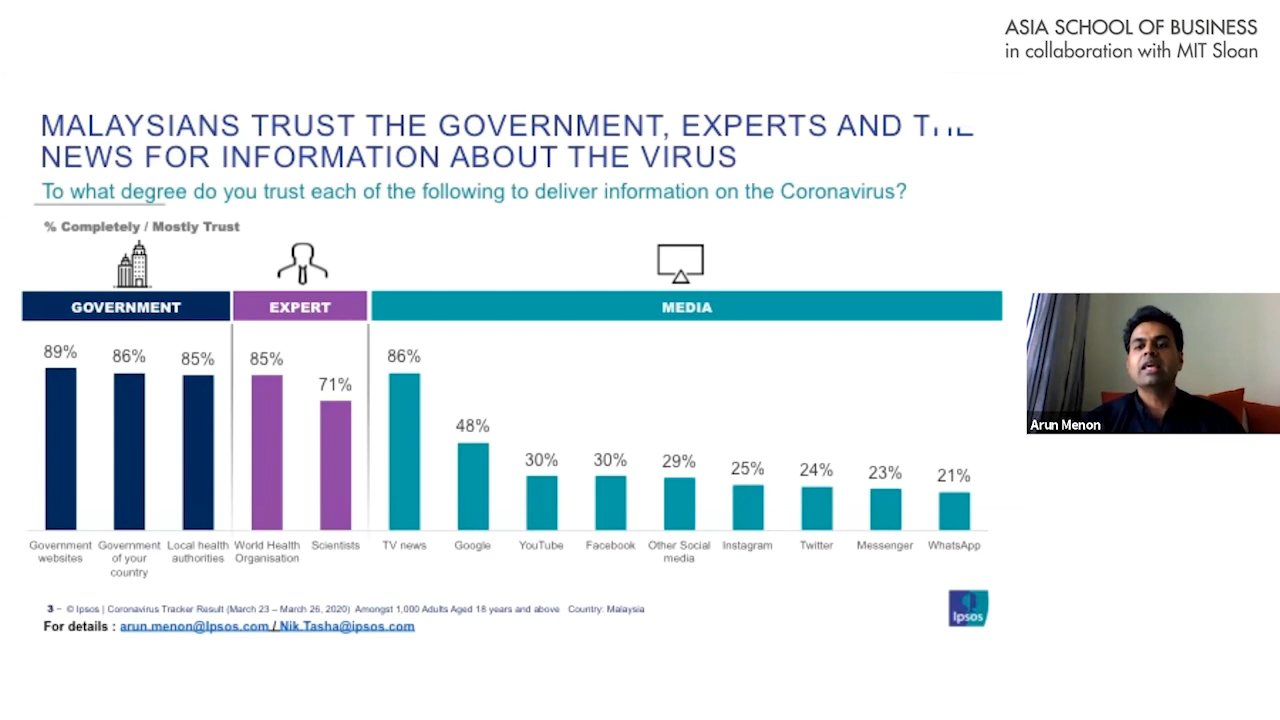 ASIA SCHOOL OF BUSINESS
in collaboration with MIT Sloan
MALAYSIANS TRUST THE GOVERNMENT, EXPERTS AND THE
NEWS FOR INFORMATION ABOUT THE VIRUS
To what degree do you trust each of the following to deliver information on the Coronavirus?
% Completely / Mostly Trust
GOVERNMENT
EXPERT
MEDIA
89%
86%
85%
85%
71%
86%
48%
30%
30%
29%
25%
24%
23%
21%
Government
websites
Government
of your
country
Local health
authorities
World Health
Organisation
Scientists
TV news
Google
YouTube
Facebook
Other Social
media
Instagram
Twitter
Messenger
WhatsApp
3 – © Ipsos | Coronavirus Tracker Result (March 23 – March 26, 2020) Amongst 1,000 Adults Aged 18 years and above Country: Malaysia
For details : arun.menon@Ipsos.com / Nik.Tasha@ipsos.com
Ipsos
Arun Menon